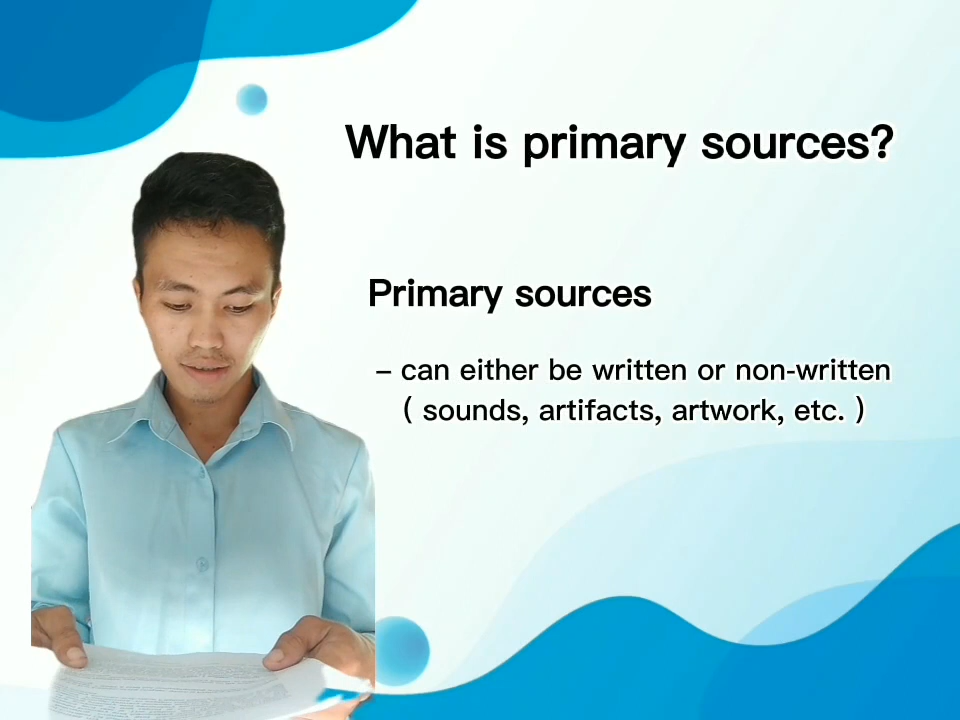 What is primary sources?
Primary sources
– can either be written or non-written
( sounds, artifacts, artwork, etc. )